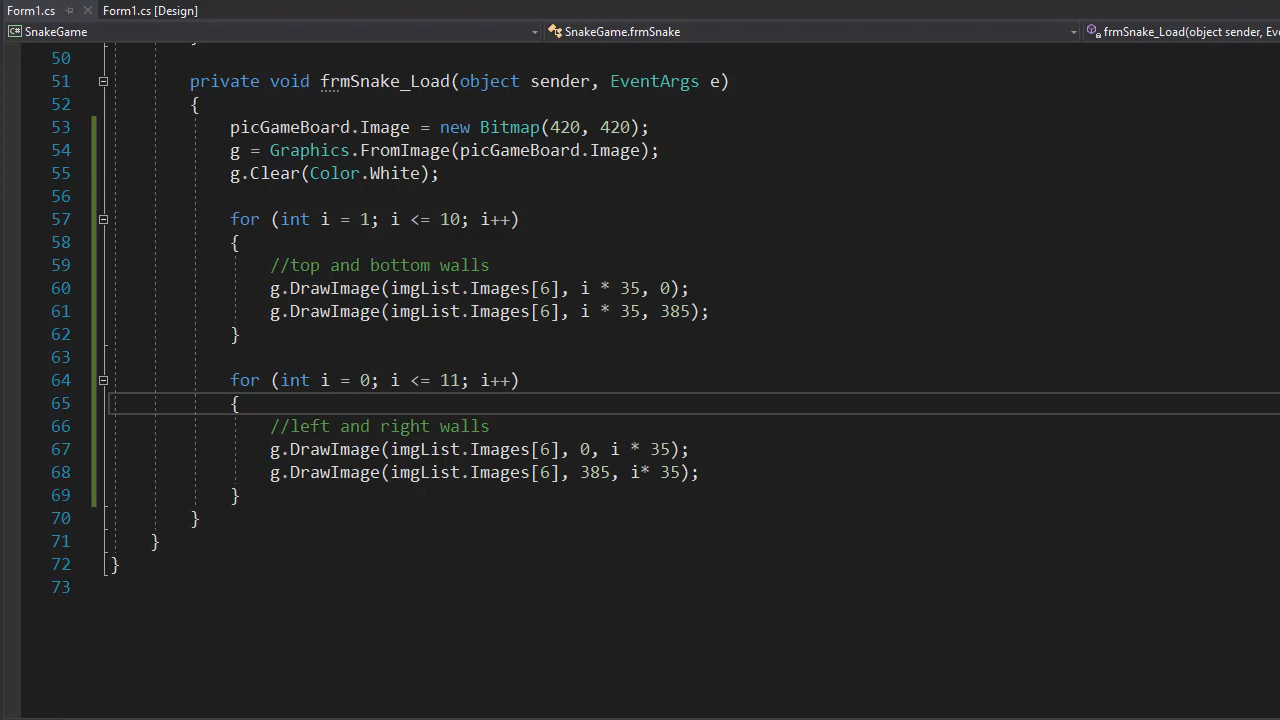 Form1.cs Form1.cs [Design]
C# SnakeGame SnakeGame.frmSnake frmSnake_Load(object sender, Eve
50
51 private void frmSnake_Load(object sender, EventArgs e)
52 {
53 picGameBoard.Image = new Bitmap(420, 420);
54 g = Graphics.FromImage(picGameBoard.Image);
55 g.Clear(Color.White);
56
57 for (int i = 1; i <= 10; i++)
58 {
59 //top and bottom walls
60 g.DrawImage(imgList.Images[6], i * 35, 0);
61 g.DrawImage(imgList.Images[6], i * 35, 385);
62 }
63
64 for (int i = 0; i <= 11; i++)
65 {
66 //left and right walls
67 g.DrawImage(imgList.Images[6], 0, i * 35);
68 g.DrawImage(imgList.Images[6], 385, i* 35);
69 }
70 }
71 }
72 }
73